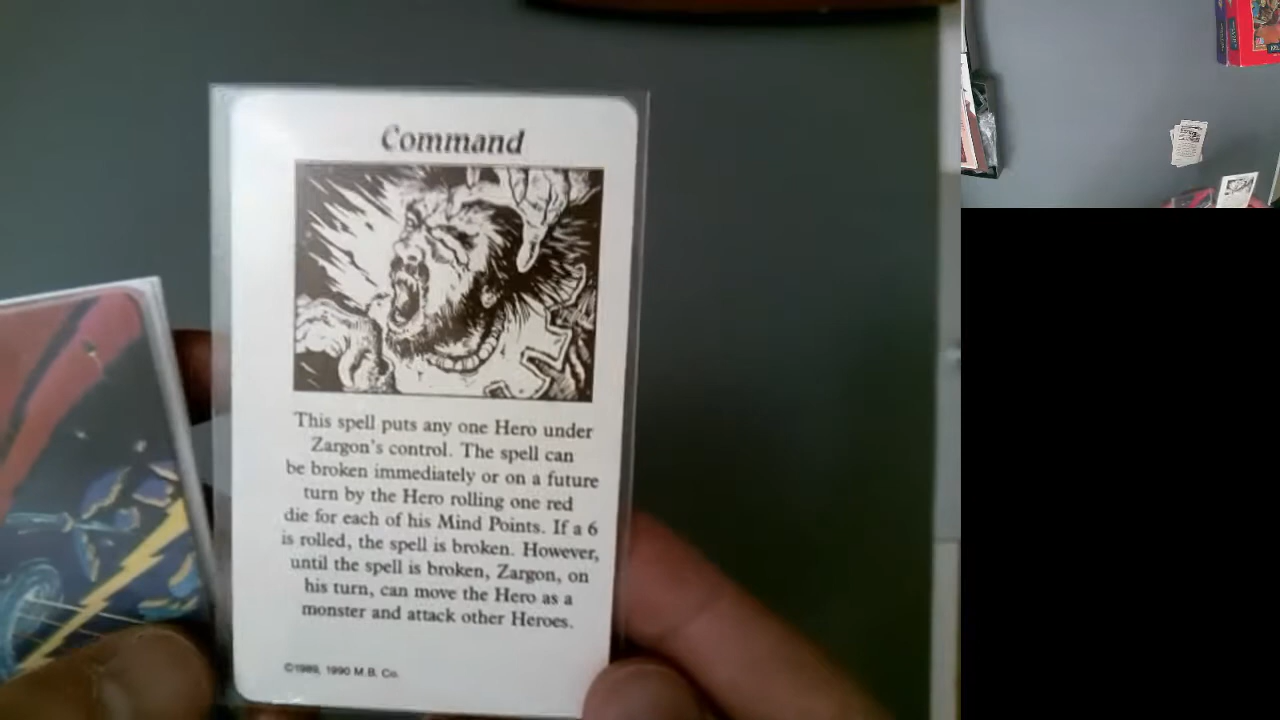 Command
This spell puts any one Hero under
Zargon's control. The spell can
be broken immediately or on a future
turn by the Hero rolling one red
die for each of his Mind Points. If a 6
is rolled, the spell is broken. However,
until the spell is broken, Zargon, on
his turn, can move the Hero as a
monster and attack other Heroes.
©1989, 1990 M.B. Co.